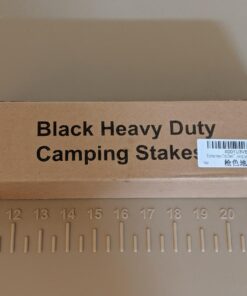 Black Heavy Duty
Camping Stakes
12 13 14 15 16 17 18 19 20